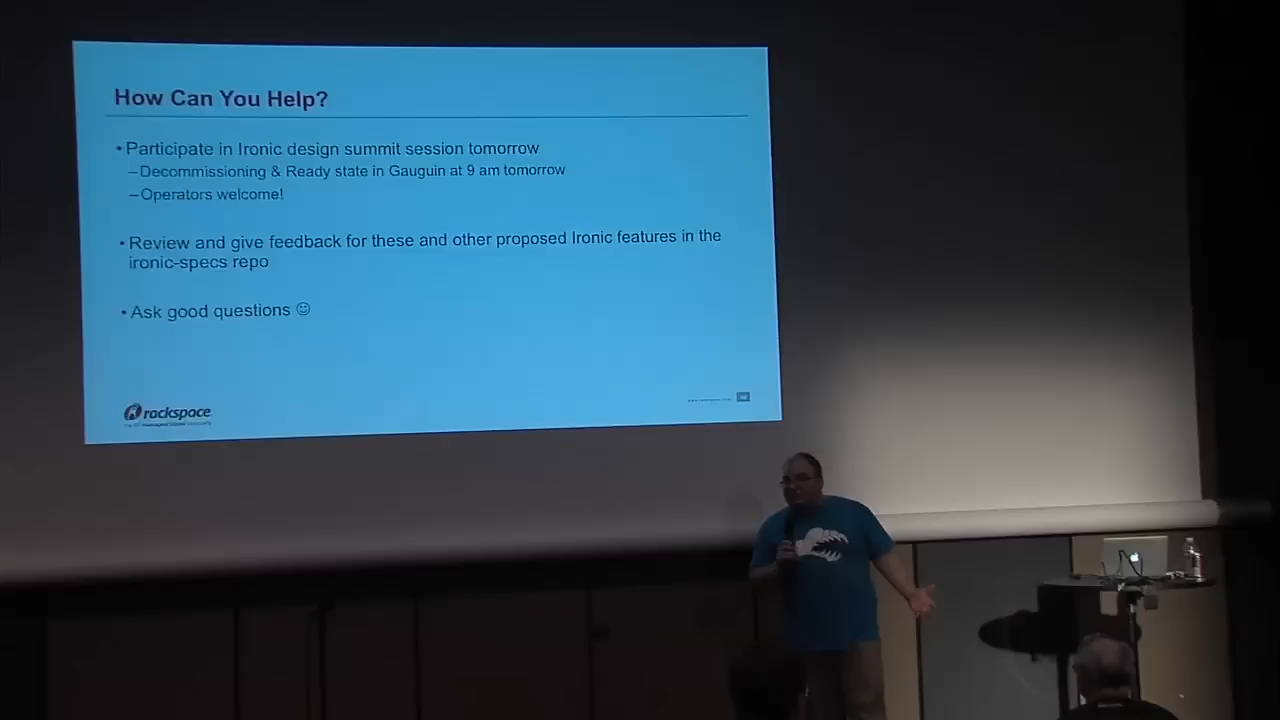 How Can You Help?
• Participate in Ironic design summit session tomorrow
–Decommissioning & Ready state in Gauguin at 9 am tomorrow
–Operators welcome!
• Review and give feedback for these and other proposed Ironic features in the
ironic-specs repo
• Ask good questions ☺
rackspace